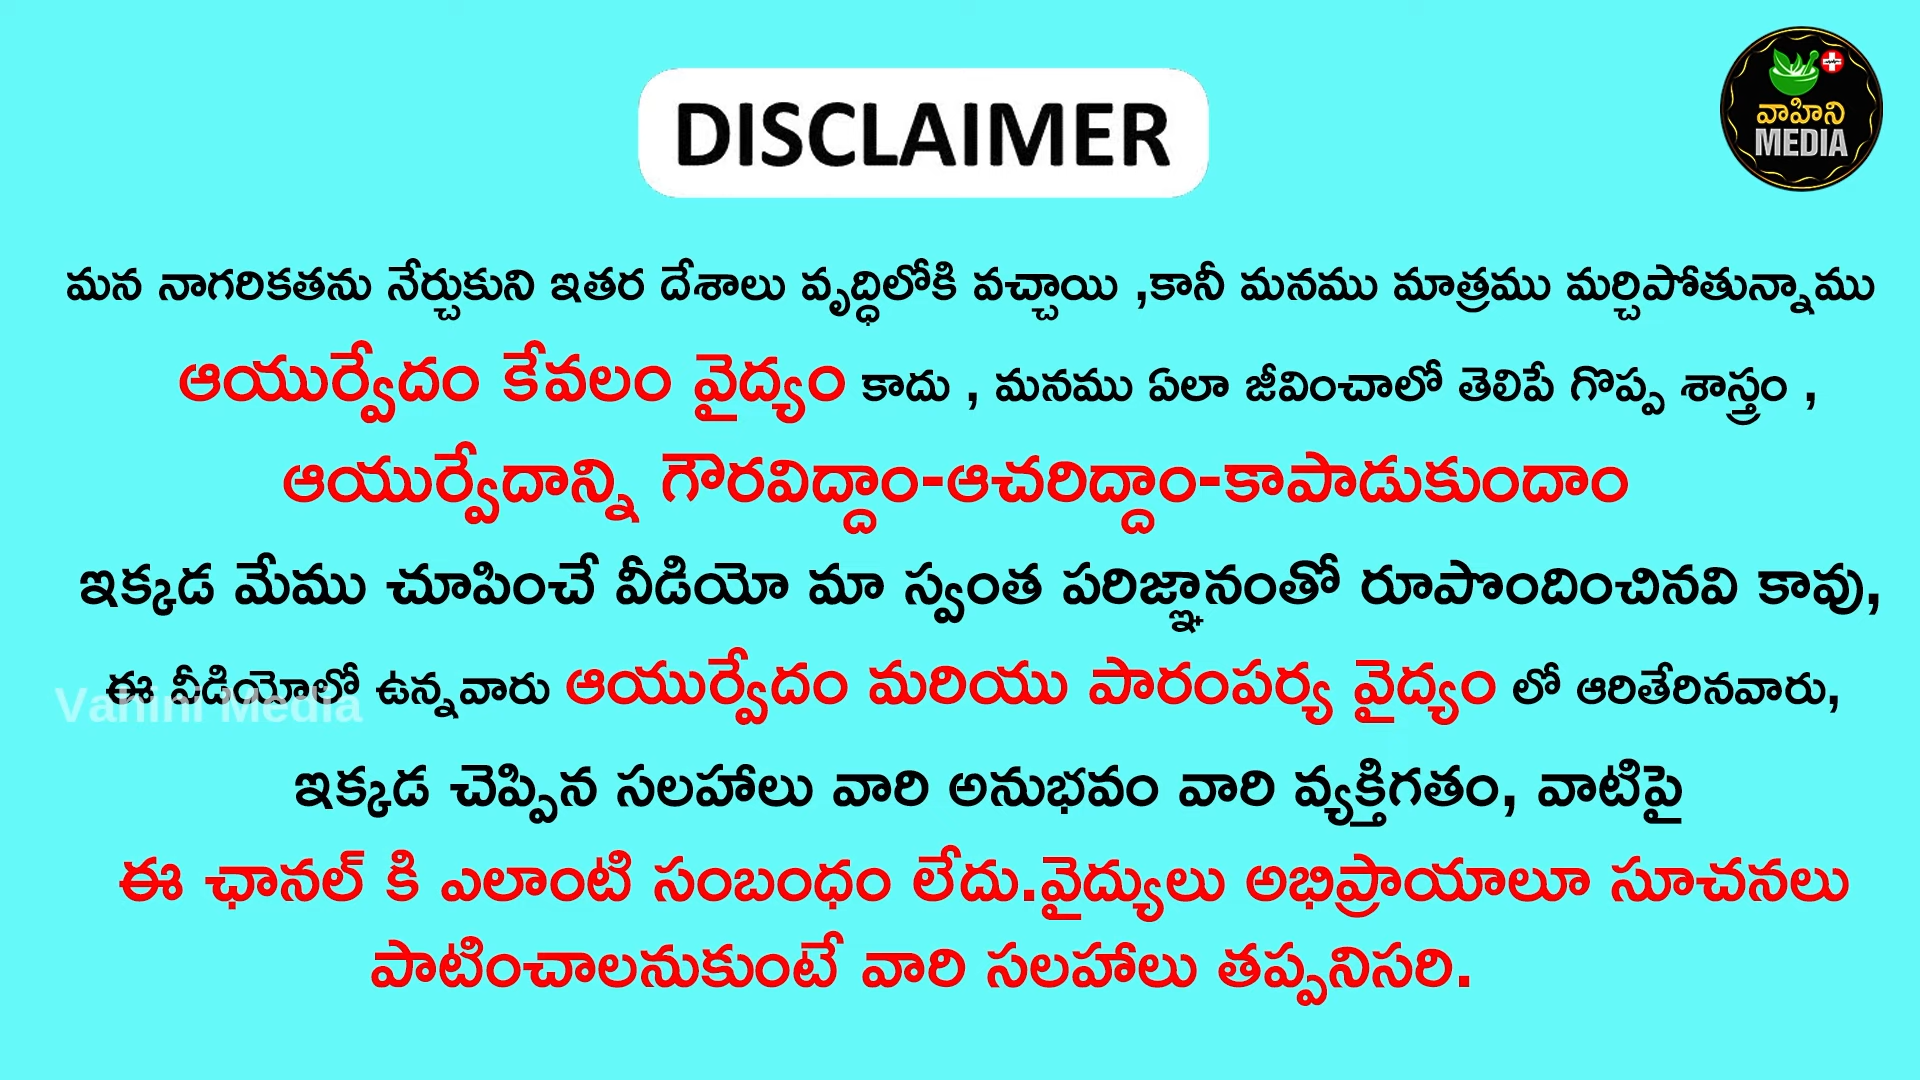 DISCLAIMER
వాహిని
MEDIA
మన నాగరికతను నేర్చుకుని ఇతర దేశాలు వృద్ధిలోకి వచ్చాయి ,కానీ మనము మాత్రము మర్చిపోతున్నాము
ఆయుర్వేదం కేవలం వైద్యం కాదు , మనము ఏలా జీవించాలో తెలిపే గొప్ప శాస్త్రం ,
ఆయుర్వేదాన్ని గౌరవిద్దాం-ఆచరిద్దాం-కాపాడుకుందాం
ఇక్కడ మేము చూపించే వీడియో మా స్వంత పరిజ్ఞానంతో రూపొందించినవి కావు,
ఈ వీడియోలో ఉన్నవారు ఆయుర్వేదం మరియు పారంపర్య వైద్యం లో ఆరితేరినవారు,
Vahini Media
ఇక్కడ చెప్పిన సలహాలు వారి అనుభవం వారి వ్యక్తిగతం, వాటిపై
ఈ ఛానల్ కి ఎలాంటి సంబంధం లేదు.వైద్యులు అభిప్రాయాలూ సూచనలు
పాటించాలనుకుంటే వారి సలహాలు తప్పనిసరి.